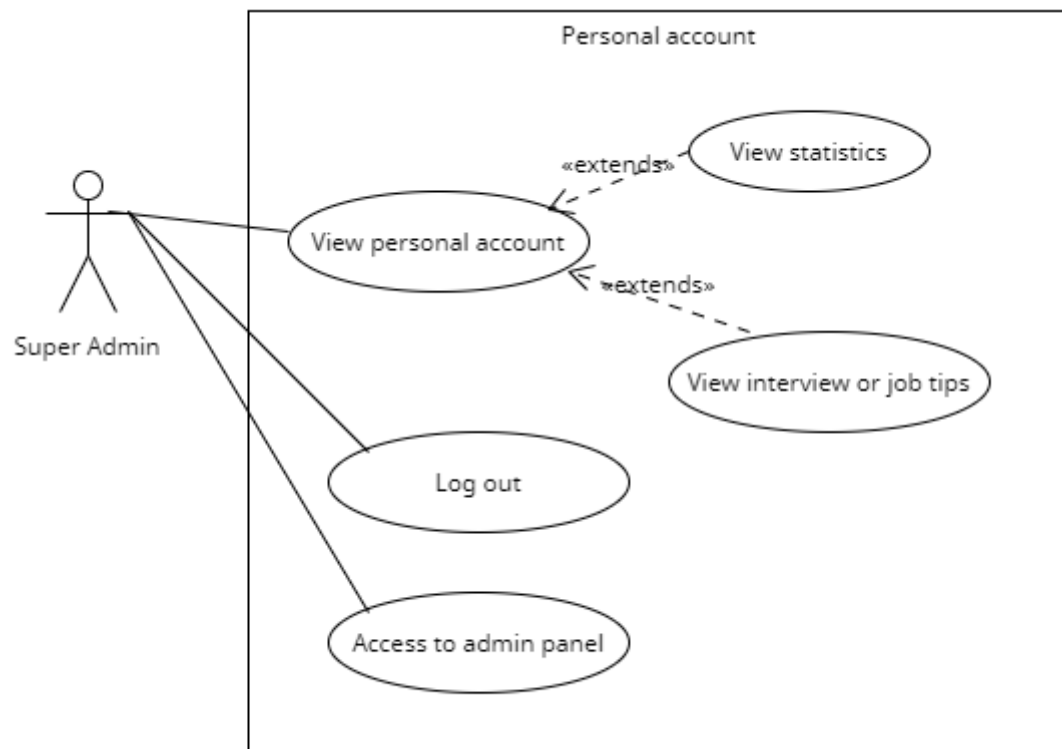 Personal account
View statistics
«extends»
View personal account
«extends»
Super Admin
View interview or job tips
Log out
Access to admin panel